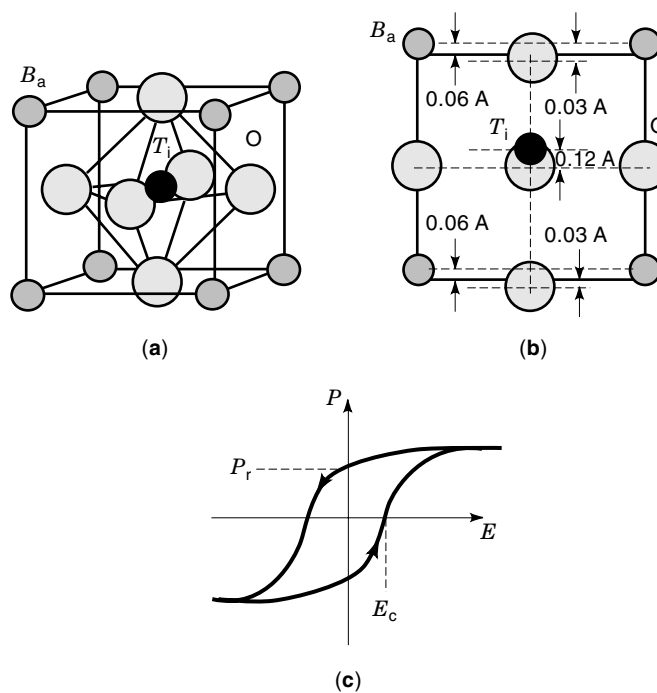 B_a
O
T_i
(a)
B_a
0.06 A
0.03 A
T_i
0.12 A
0.06 A
0.03 A
(b)
P
P_r
E
E_c
(c)